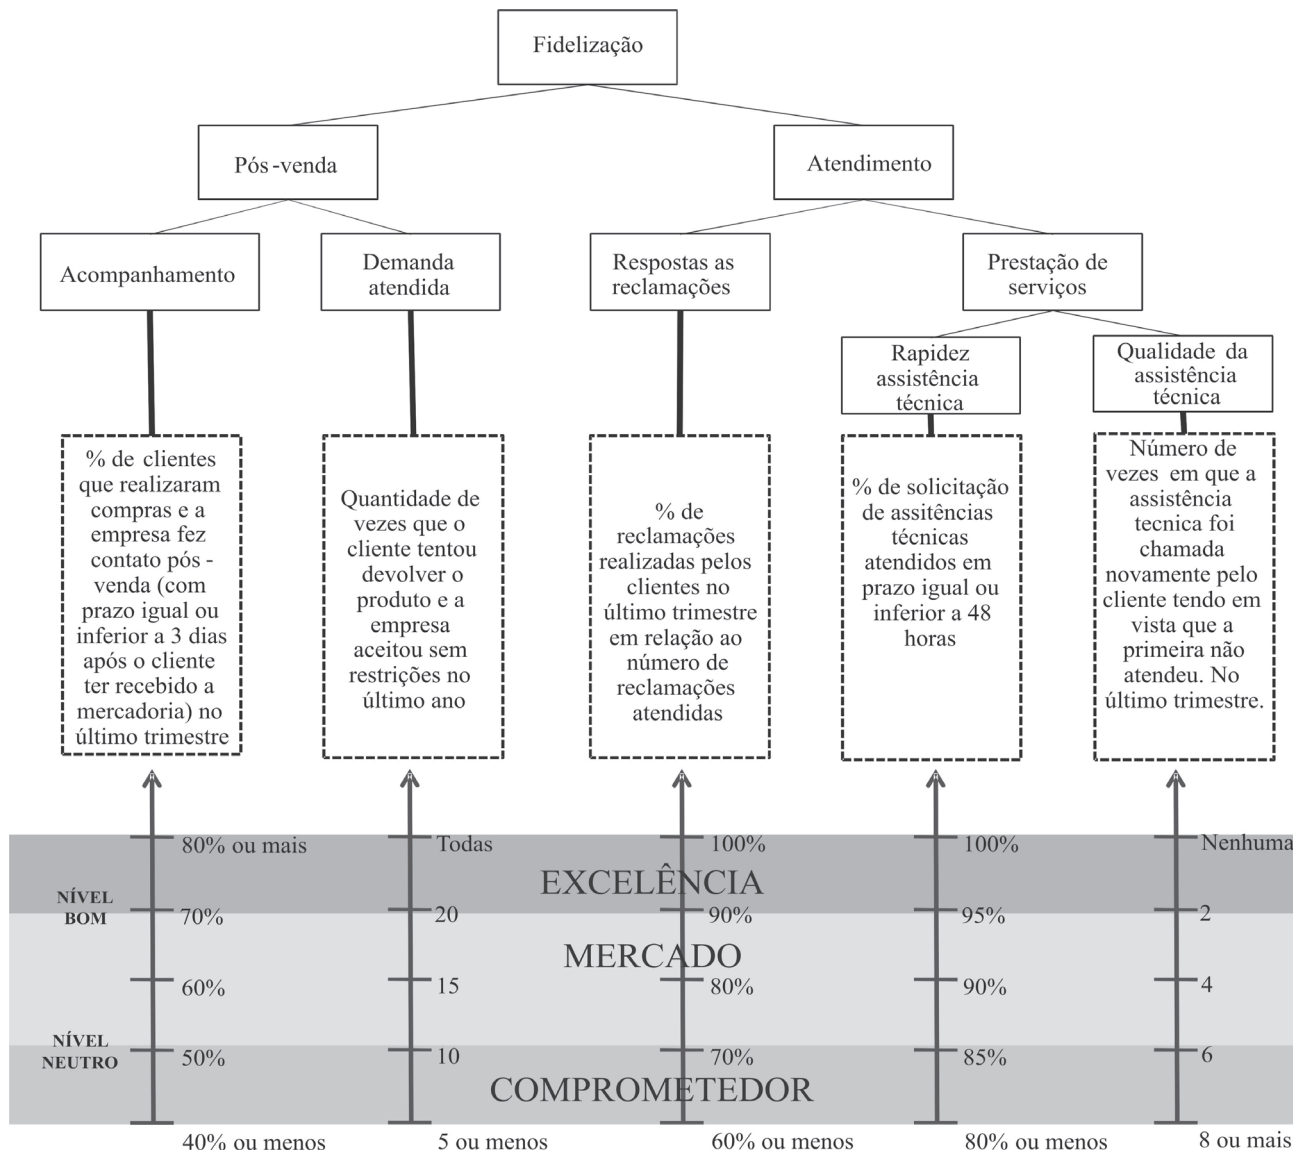 Fidelização
Pós-venda
Atendimento
Acompanhamento
Demanda
atendida
Respostas as
reclamações
Prestação de
serviços
Rapidez
assistência
técnica
Qualidade da
assistência
técnica
% de clientes
que realizaram
compras e a
empresa fez
contato pós -
venda (com
prazo igual ou
inferior a 3 dias
após o cliente
ter recebido a
mercadoria) no
último trimestre
Quantidade de
vezes que o
cliente tentou
devolver o
produto e a
empresa
aceitou sem
restrições no
último ano
% de
reclamações
realizadas pelos
clientes no
último trimestre
em relação ao
número de
reclamações
atendidas
% de solicitação
de assitências
técnicas
atendidos em
prazo igual ou
inferior a 48
horas
Número de
vezes em que a
assistência
tecnica foi
chamada
novamente pelo
cliente tendo em
vista que a
primeira não
atendeu. No
último trimestre.
80% ou mais
Todas
100%
100%
Nenhuma
EXCELÊNCIA
NÍVEL
BOM
70%
20
90%
95%
2
MERCADO
60%
15
80%
90%
4
NÍVEL
NEUTRO
50%
10
70%
85%
6
COMPROMETEDOR
40% ou menos
5 ou menos
60% ou menos
80% ou menos
8 ou mais